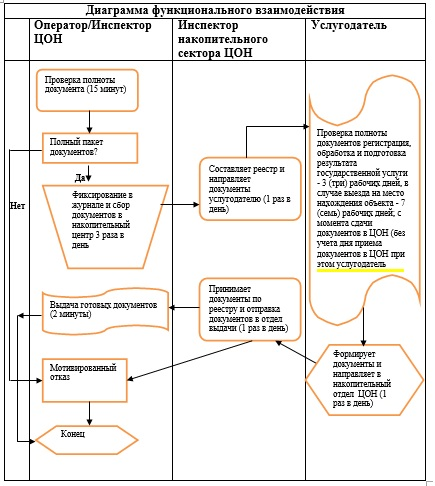 Диаграмма функционального взаимодействия
Оператор/Инспектор
ЦОН
Инспектор
накопительного
сектора ЦОН
Услугодатель
Проверка полноты
документа (15 минут)
Полный пакет
документов?
Да
Нет
Фиксирование в
журнале и сбор
документов в
накопительный
центр 3 раза в
день
Составляет реестр и
направляет
документы
услугодателю (1 раз в
день)
Проверка полноты
документов регистрация,
обработка и подготовка
результата
государственной услуги
- 3 (три) рабочих дней, в
случае выезда на место
нахождения объекта - 7
(семь) рабочих дней; с
момента сдачи
документов в ЦОН (без
учета дня приема
документов в ЦОН при
этом услугодатель
Выдача готовых документов
(2 минуты)
Принимает
документы по
реестру и отправка
документов в отдел
выдачи (1 раз в день)
Формирует
документы и
направляет в
накопительный
отдел ЦОН (1
раз в день)
Мотивированный
отказ
Конец